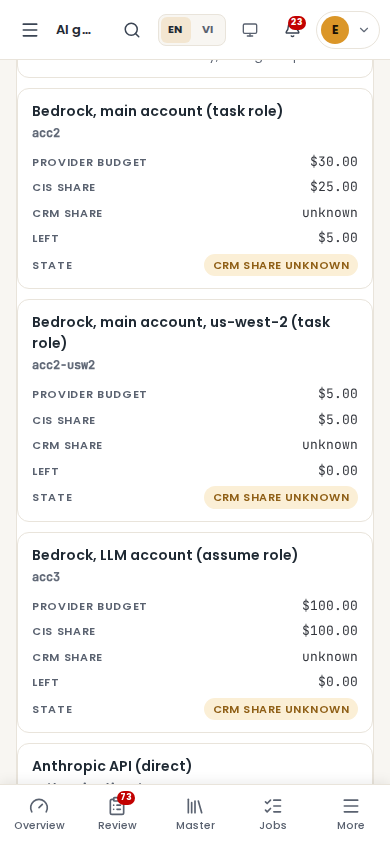 AI g...
EN
VI
23
E
Bedrock, main account (task role)
acc2
PROVIDER BUDGET
$30.00
CIS SHARE
$25.00
CRM SHARE
unknown
LEFT
$5.00
STATE
CRM SHARE UNKNOWN
Bedrock, main account, us-west-2 (task
role)
acc2-usw2
PROVIDER BUDGET
$5.00
CIS SHARE
$5.00
CRM SHARE
unknown
LEFT
$0.00
STATE
CRM SHARE UNKNOWN
Bedrock, LLM account (assume role)
acc3
PROVIDER BUDGET
$100.00
CIS SHARE
$100.00
CRM SHARE
unknown
LEFT
$0.00
STATE
CRM SHARE UNKNOWN
Anthropic API (direct)
73
Overview
Review
Master
Jobs
More